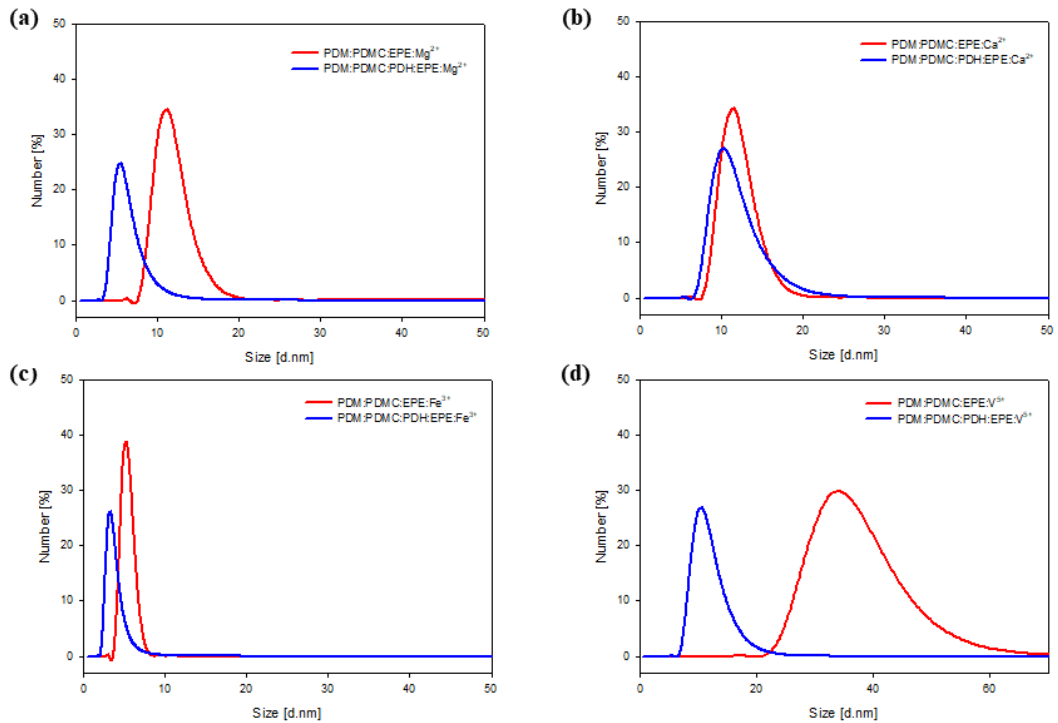 (a)
50
40
30
20
10
0
Number [%]
PDM:PDMC:EPE:Mg²⁺
PDM:PDMC:PDH:EPE:Mg²⁺
0 10 20 30 40 50
Size [d.nm]
(b)
50
40
30
20
10
0
Number [%]
PDM:PDMC:EPE:Ca²⁺
PDM:PDMC:PDH:EPE:Ca²⁺
0 10 20 30 40 50
Size [d.nm]
(c)
50
40
30
20
10
0
Number [%]
PDM:PDMC:EPE:Fe³⁺
PDM:PDMC:PDH:EPE:Fe³⁺
0 10 20 30 40 50
Size [d.nm]
(d)
50
40
30
20
10
0
Number [%]
PDM:PDMC:EPE:V⁵⁺
PDM:PDMC:PDH:EPE:V⁵⁺
0 20 40 60
Size [d.nm]